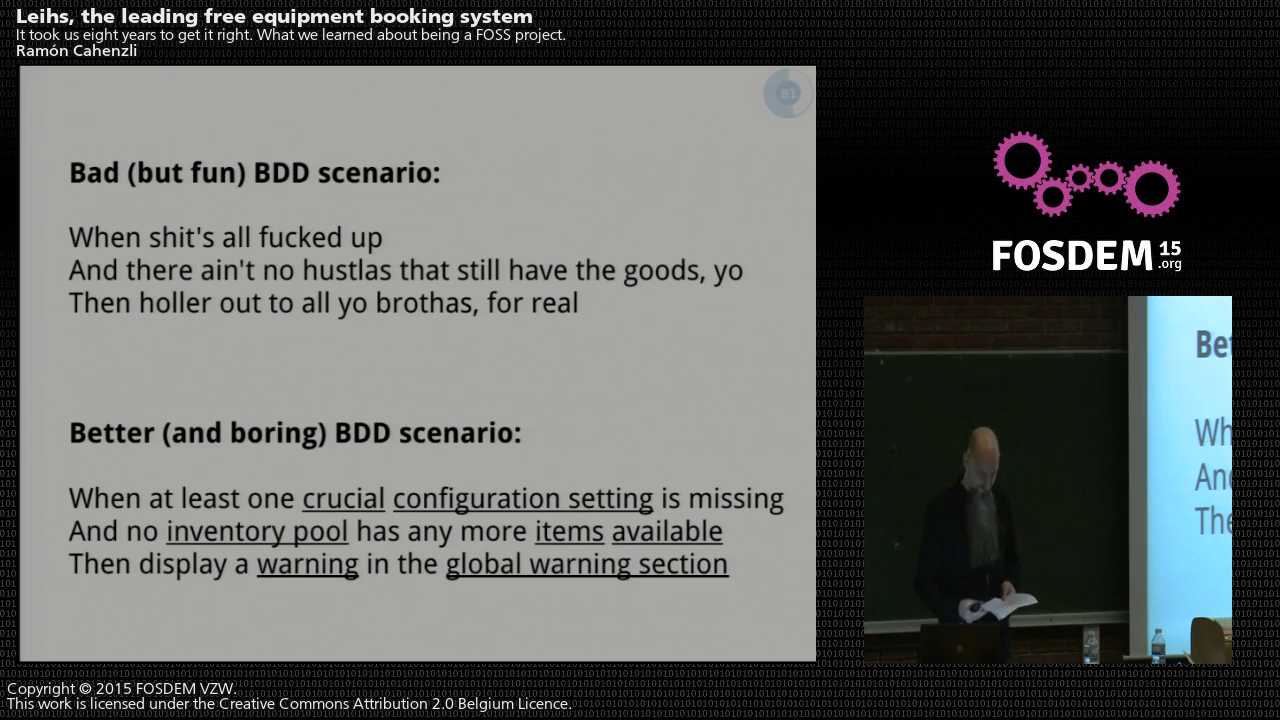 Leihs, the leading free equipment booking system
It took us eight years to get it right. What we learned about being a FOSS project.
Ramón Cahenzli
81
Bad (but fun) BDD scenario:
When shit's all fucked up
And there ain't no hustlas that still have the goods, yo
Then holler out to all yo brothas, for real
Better (and boring) BDD scenario:
When at least one crucial configuration setting is missing
And no inventory pool has any more items available
Then display a warning in the global warning section
FOSDEM 15
.org
Bet
Wh
And
The
Copyright © 2015 FOSDEM VZW.
This work is licensed under the Creative Commons Attribution 2.0 Belgium Licence.